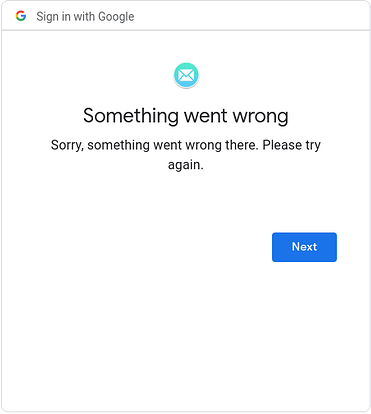 Sign in with Google
Something went wrong
Sorry, something went wrong there. Please try
again.
Next